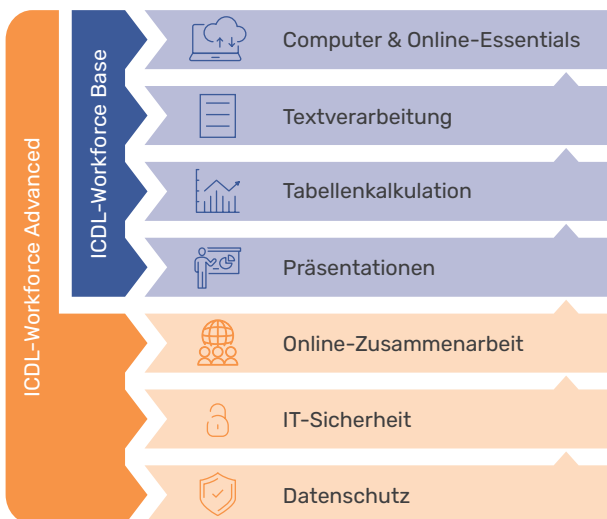 ICDL-Workforce Advanced
ICDL-Workforce Base
Computer & Online-Essentials
Textverarbeitung
Tabellenkalkulation
Präsentationen
Online-Zusammenarbeit
IT-Sicherheit
Datenschutz